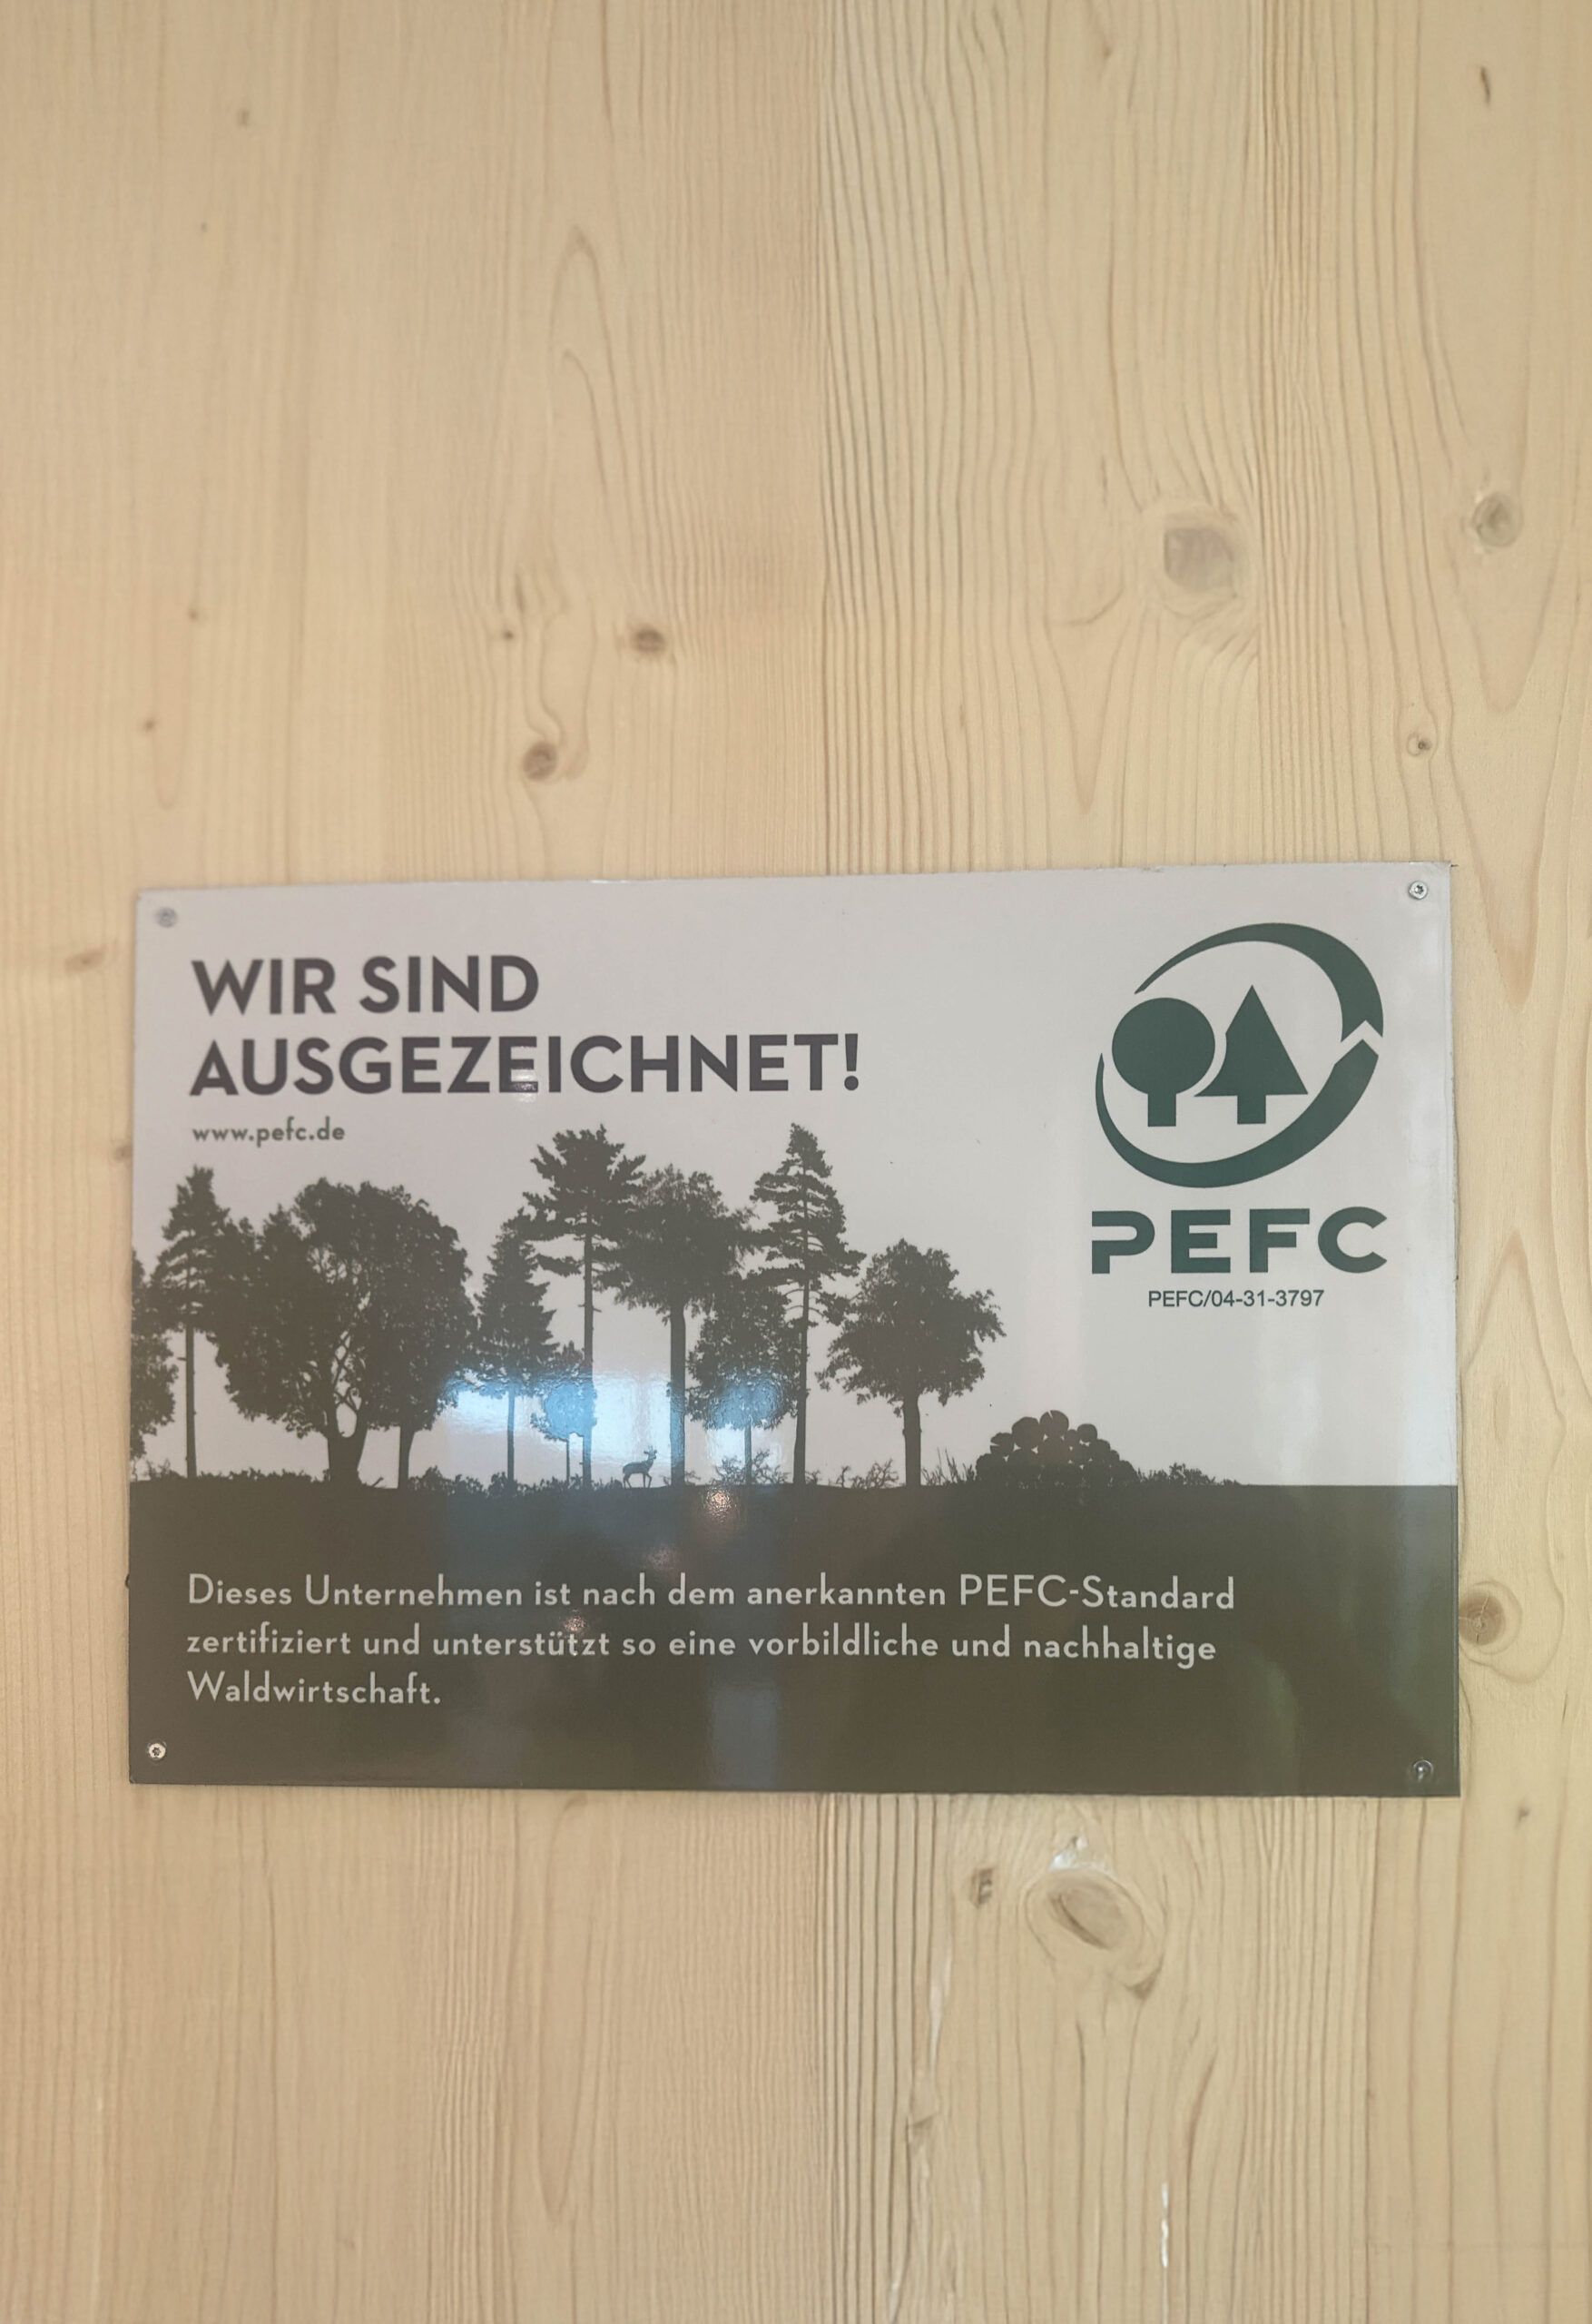 WIR SIND
AUSGEZEICHNET!
www.pefc.de
PEFC
PEFC/04-31-3797
Dieses Unternehmen ist nach dem anerkannten PEFC-Standard
zertifiziert und unterstützt so eine vorbildliche und nachhaltige
Waldwirtschaft.